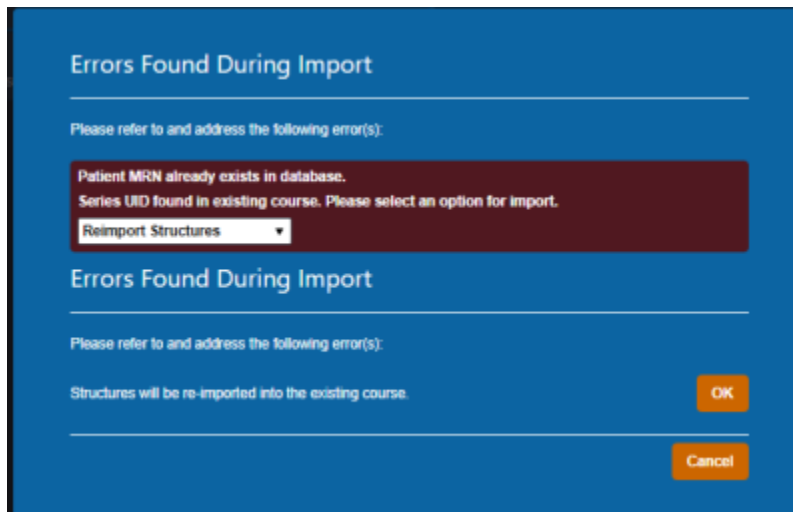 Errors Found During Import
Please refer to and address the following error(s):
Patient MRN already exists in database.
Series UID found in existing course. Please select an option for import.
Reimport Structures
Errors Found During Import
Please refer to and address the following error(s):
Structures will be re-imported into the existing course.
OK
Cancel